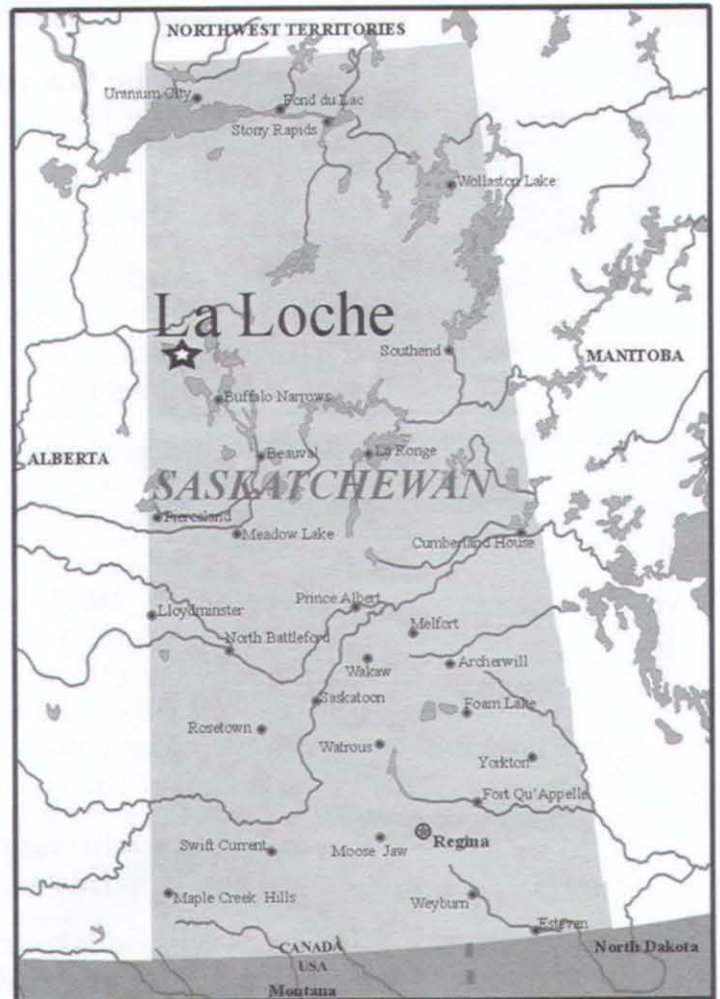 NORTHWEST TERRITORIES
Uranium City
Fond du Lac
Stony Rapids
Wollaston Lake
La Loche
Southend
MANITOBA
Buffalo Narrows
ALBERTA
Beauval
La Ronge
SASKATCHEWAN
Pierceland
Meadow Lake
Cumberland House
Prince Albert
Lloydminster
Melfort
North Battleford
Archerwill
Wakaw
Saskatoon
Foam Lake
Rosetown
Watrous
Yorkton
Fort Qu'Appelle
Swift Current
Moose Jaw
Regina
Maple Creek Hills
Weyburn
Estevan
CANADA
North Dakota
USA
Montana